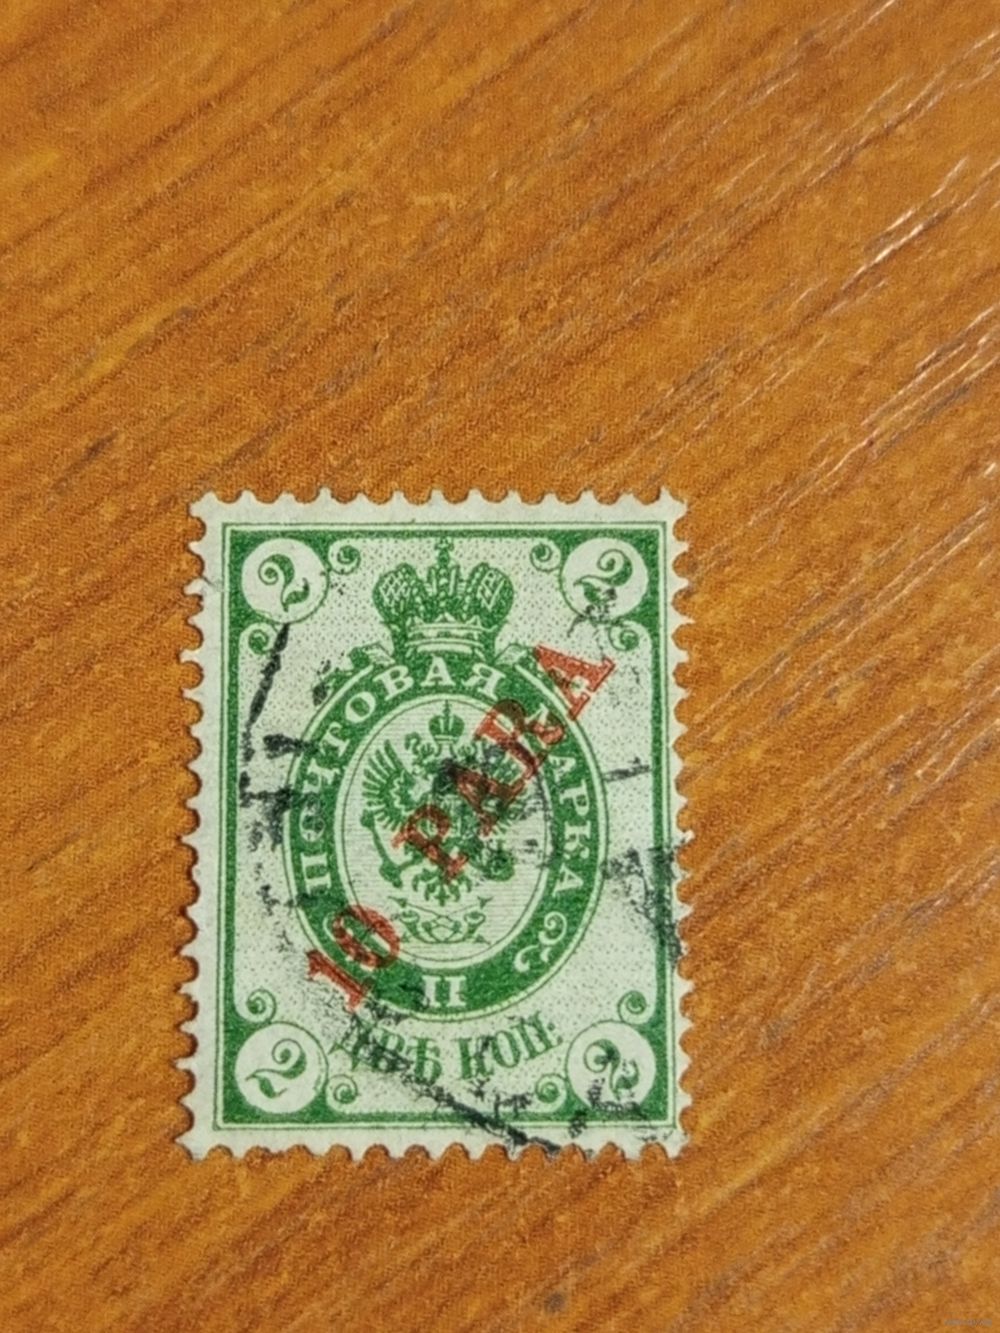 2 2
ПОЧТОВАЯ МАРКА
10 PARA
II
ДВѢ КОП.
2 2